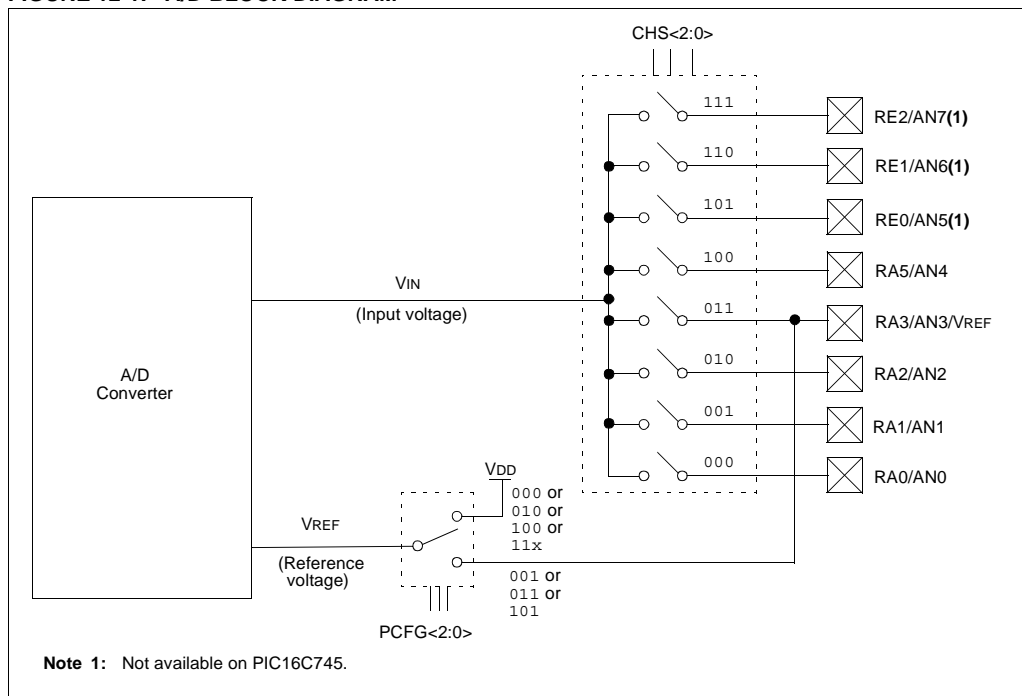 CHS<2:0>
111
RE2/AN7(1)
110
RE1/AN6(1)
101
RE0/AN5(1)
100
RA5/AN4
VIN
(Input voltage)
011
RA3/AN3/VREF
010
RA2/AN2
A/D
Converter
001
RA1/AN1
000
RA0/AN0
VDD
000 or
010 or
100 or
11x
VREF
(Reference
voltage)
001 or
011 or
101
PCFG<2:0>
Note 1: Not available on PIC16C745.